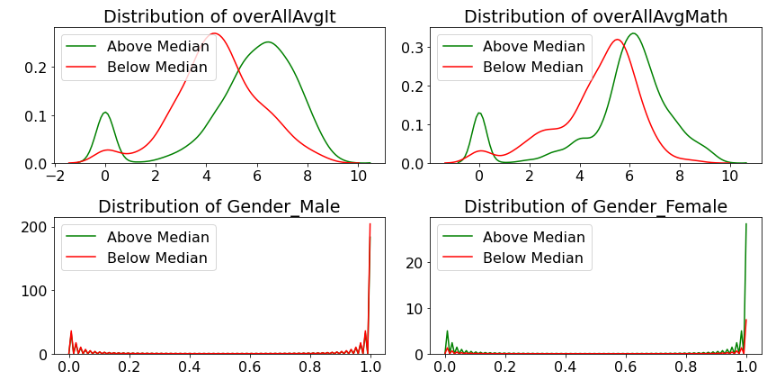 Distribution of overAllAvgIt
Above Median
Below Median
0.2
0.1
0.0
−2 0 2 4 6 8 10
Distribution of overAllAvgMath
Above Median
Below Median
0.3
0.2
0.1
0.0
0 2 4 6 8 10
Distribution of Gender_Male
Above Median
Below Median
200
100
0
0.0 0.2 0.4 0.6 0.8 1.0
Distribution of Gender_Female
Above Median
Below Median
20
10
0
0.0 0.2 0.4 0.6 0.8 1.0